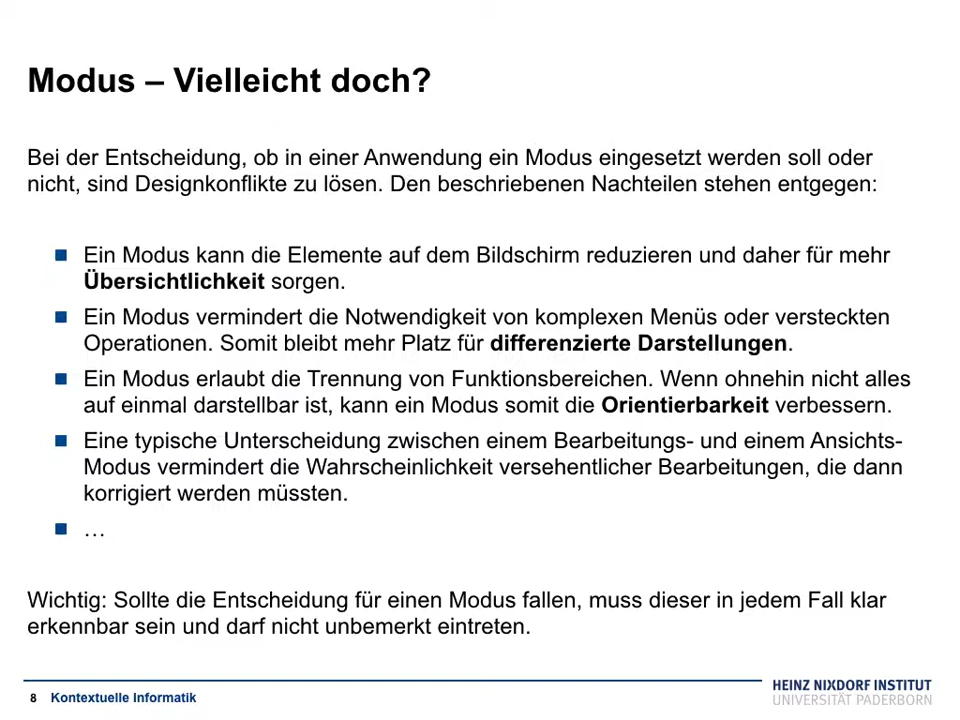 Modus – Vielleicht doch?
Bei der Entscheidung, ob in einer Anwendung ein Modus eingesetzt werden soll oder
nicht, sind Designkonflikte zu lösen. Den beschriebenen Nachteilen stehen entgegen:
Ein Modus kann die Elemente auf dem Bildschirm reduzieren und daher für mehr
Übersichtlichkeit sorgen.
Ein Modus vermindert die Notwendigkeit von komplexen Menüs oder versteckten
Operationen. Somit bleibt mehr Platz für differenzierte Darstellungen.
Ein Modus erlaubt die Trennung von Funktionsbereichen. Wenn ohnehin nicht alles
auf einmal darstellbar ist, kann ein Modus somit die Orientierbarkeit verbessern.
Eine typische Unterscheidung zwischen einem Bearbeitungs- und einem Ansichts-
Modus vermindert die Wahrscheinlichkeit versehentlicher Bearbeitungen, die dann
korrigiert werden müssten.
…
Wichtig: Sollte die Entscheidung für einen Modus fallen, muss dieser in jedem Fall klar
erkennbar sein und darf nicht unbemerkt eintreten.
8 Kontextuelle Informatik
HEINZ NIXDORF INSTITUT
UNIVERSITÄT PADERBORN